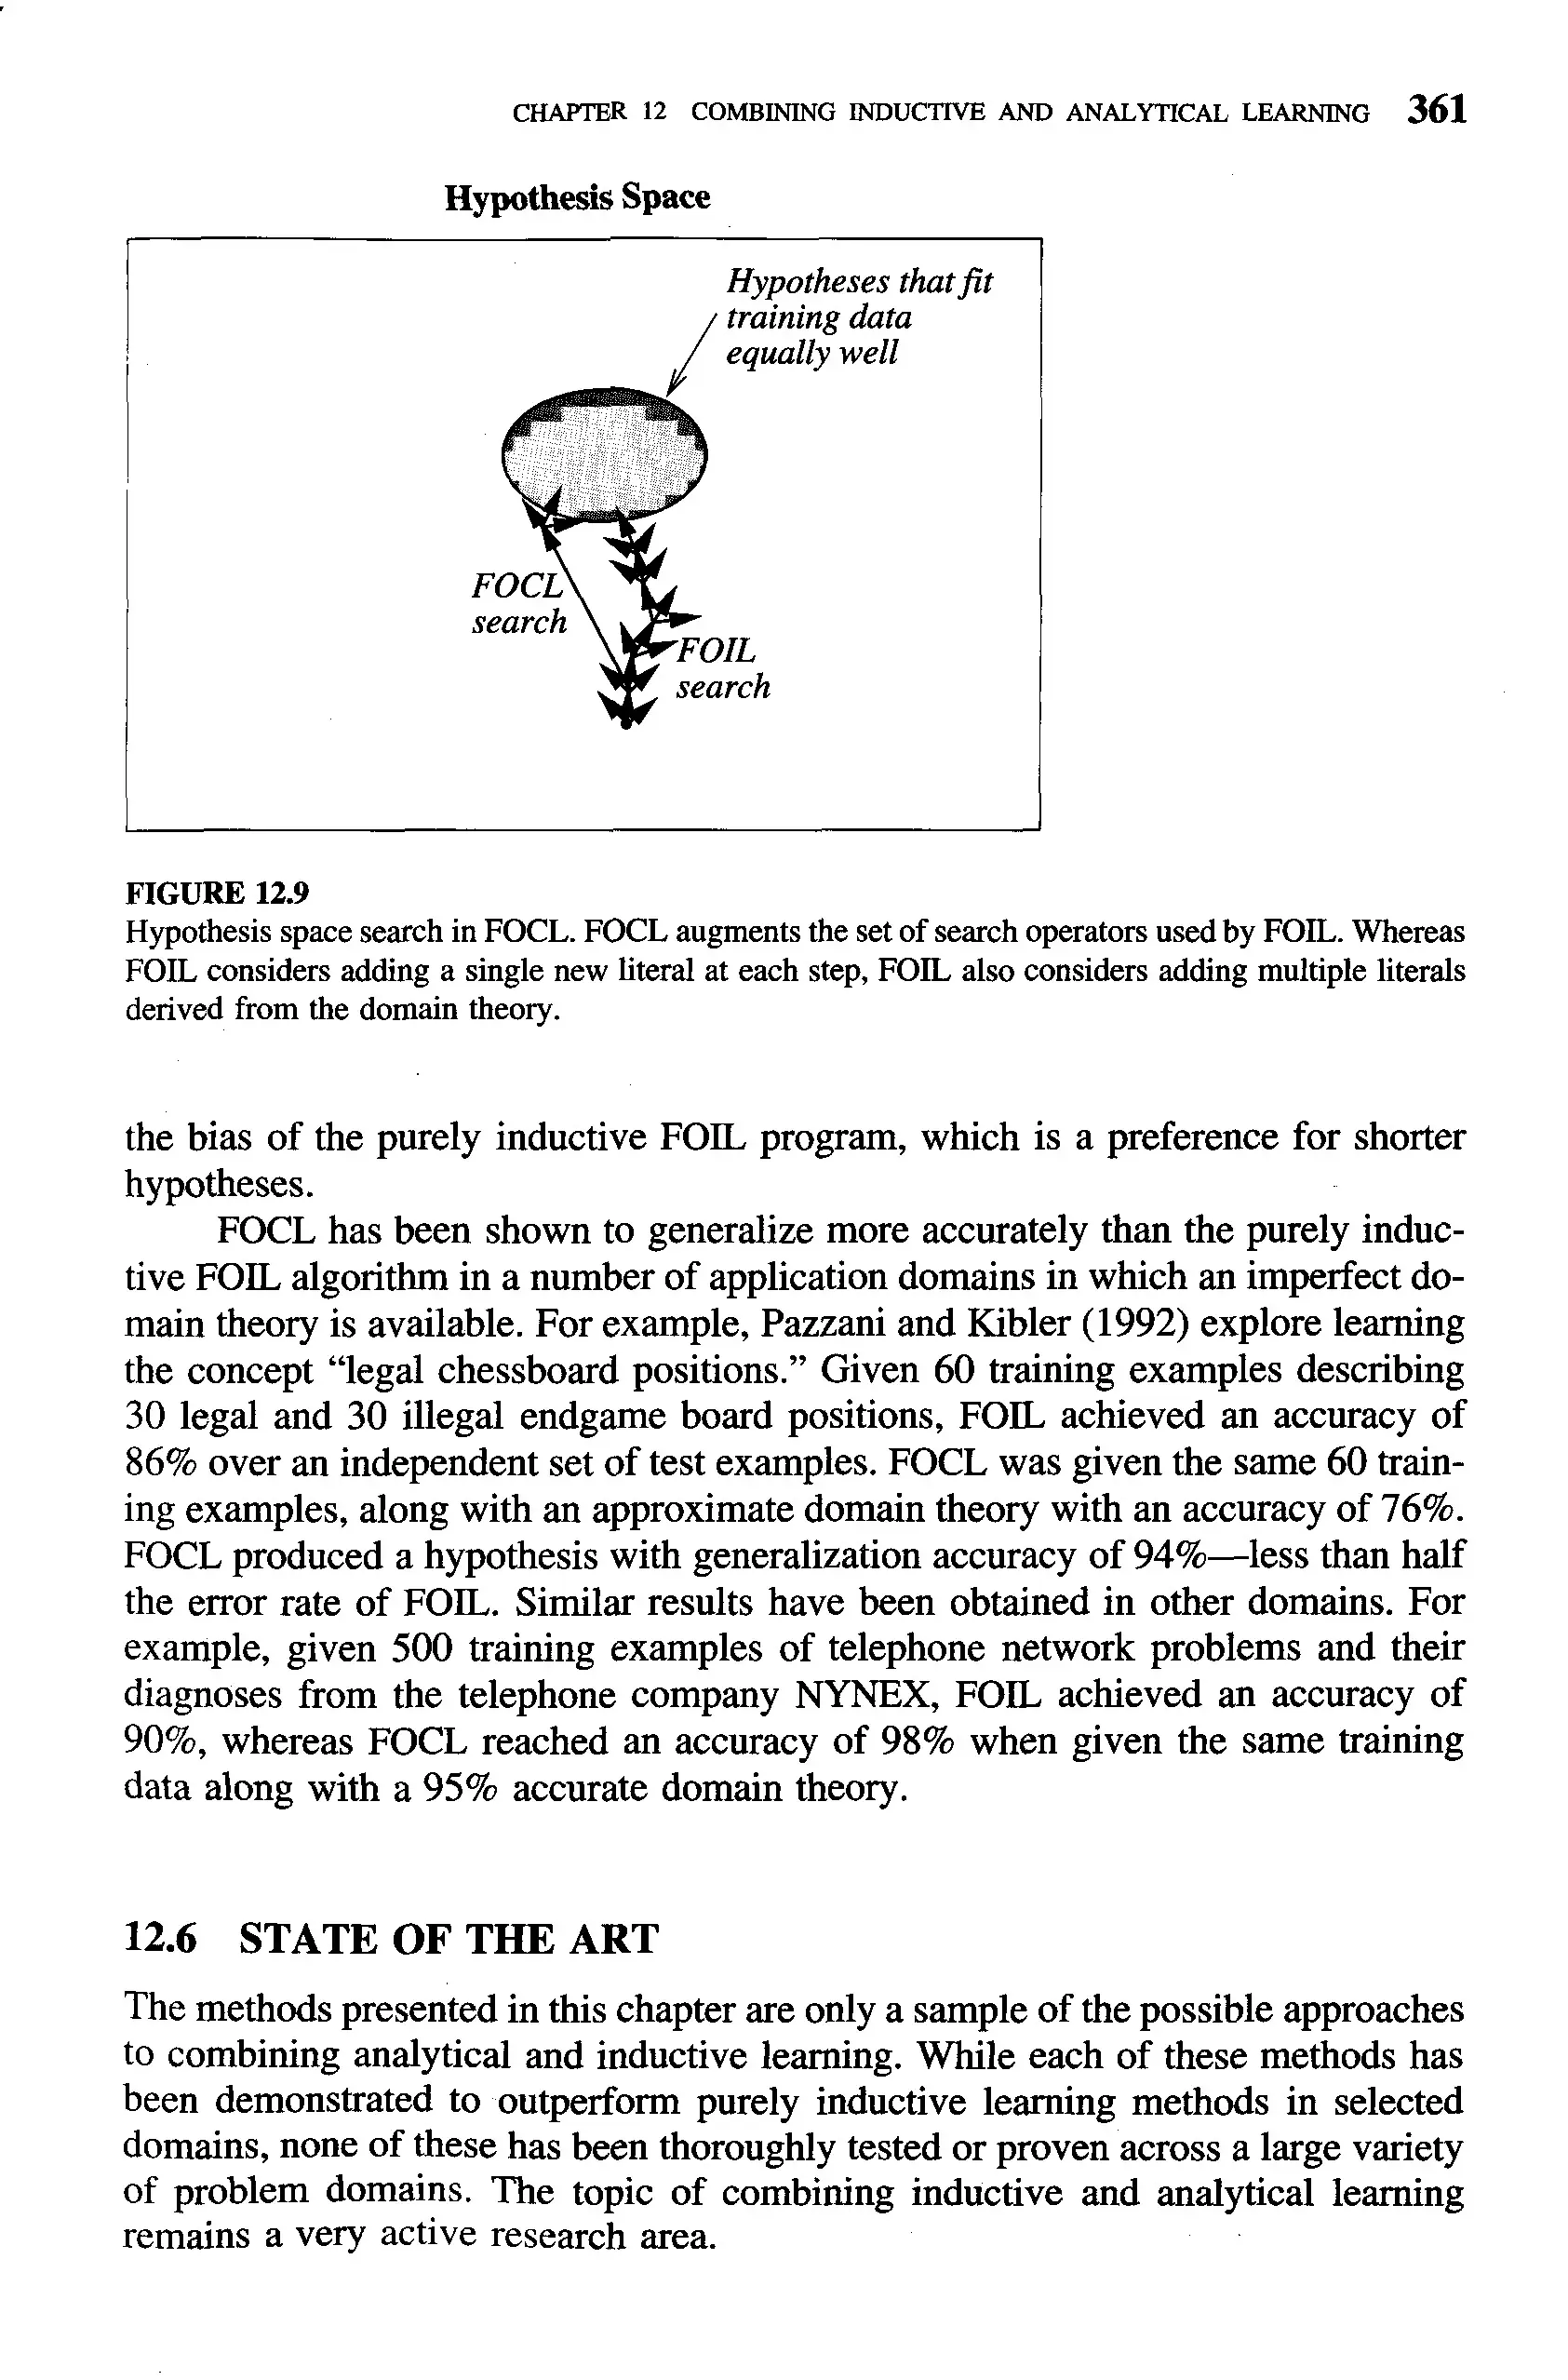 CHAPTER 12 COMBINING INDUCTIVE AND ANALYTICAL LEARNING 361
Hypothesis Space
Hypotheses that fit
training data
equally well
FOCL
search
FOIL
search
FIGURE 12.9
Hypothesis space search in FOCL. FOCL augments the set of search operators used by FOIL. Whereas
FOIL considers adding a single new literal at each step, FOIL also considers adding multiple literals
derived from the domain theory.
the bias of the purely inductive FOIL program, which is a preference for shorter
hypotheses.
FOCL has been shown to generalize more accurately than the purely induc-
tive FOIL algorithm in a number of application domains in which an imperfect do-
main theory is available. For example, Pazzani and Kibler (1992) explore learning
the concept “legal chessboard positions.” Given 60 training examples describing
30 legal and 30 illegal endgame board positions, FOIL achieved an accuracy of
86% over an independent set of test examples. FOCL was given the same 60 train-
ing examples, along with an approximate domain theory with an accuracy of 76%.
FOCL produced a hypothesis with generalization accuracy of 94%—less than half
the error rate of FOIL. Similar results have been obtained in other domains. For
example, given 500 training examples of telephone network problems and their
diagnoses from the telephone company NYNEX, FOIL achieved an accuracy of
90%, whereas FOCL reached an accuracy of 98% when given the same training
data along with a 95% accurate domain theory.
12.6 STATE OF THE ART
The methods presented in this chapter are only a sample of the possible approaches
to combining analytical and inductive learning. While each of these methods has
been demonstrated to outperform purely inductive learning methods in selected
domains, none of these has been thoroughly tested or proven across a large variety
of problem domains. The topic of combining inductive and analytical learning
remains a very active research area.